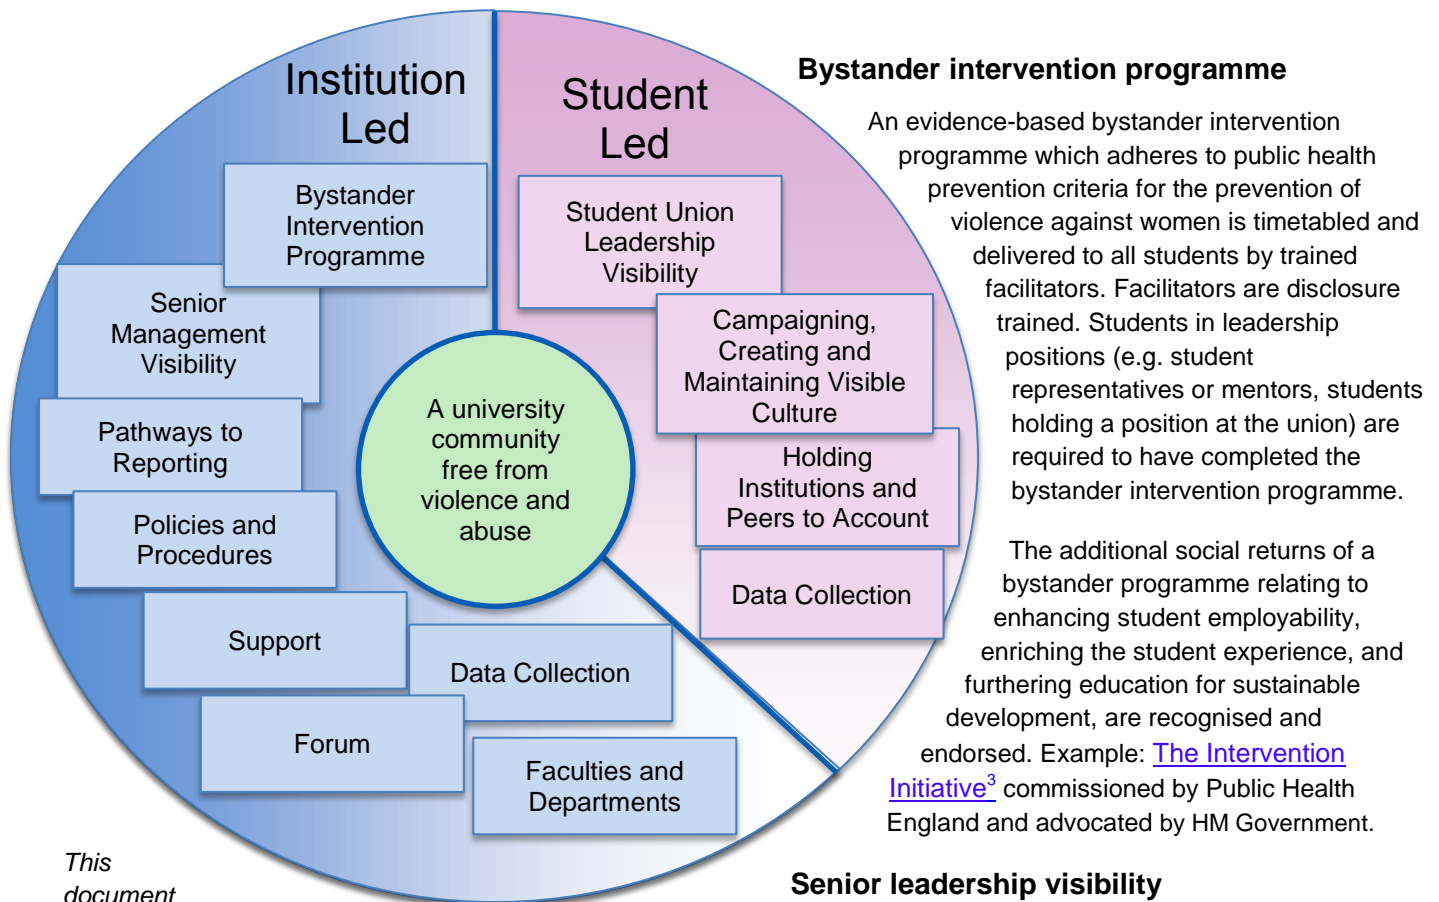 Institution
Led
Bystander
Intervention
Programme
Senior
Management
Visibility
Pathways to
Reporting
Policies and
Procedures
Support
Data Collection
Forum
Faculties and
Departments
A university
community
free from
violence and
abuse
Student
Led
Student Union
Leadership
Visibility
Campaigning,
Creating and
Maintaining Visible
Culture
Holding
Institutions and
Peers to Account
Data Collection
This
document
Bystander intervention programme
An evidence-based bystander intervention
programme which adheres to public health
prevention criteria for the prevention of
violence against women is timetabled and
delivered to all students by trained
facilitators. Facilitators are disclosure
trained. Students in leadership
positions (e.g. student
representatives or mentors, students
holding a position at the union) are
required to have completed the
bystander intervention programme.
The additional social returns of a
bystander programme relating to
enhancing student employability,
enriching the student experience, and
furthering education for sustainable
development, are recognised and
endorsed. Example: The Intervention
Initiative³ commissioned by Public Health
England and advocated by HM Government.
Senior leadership visibility